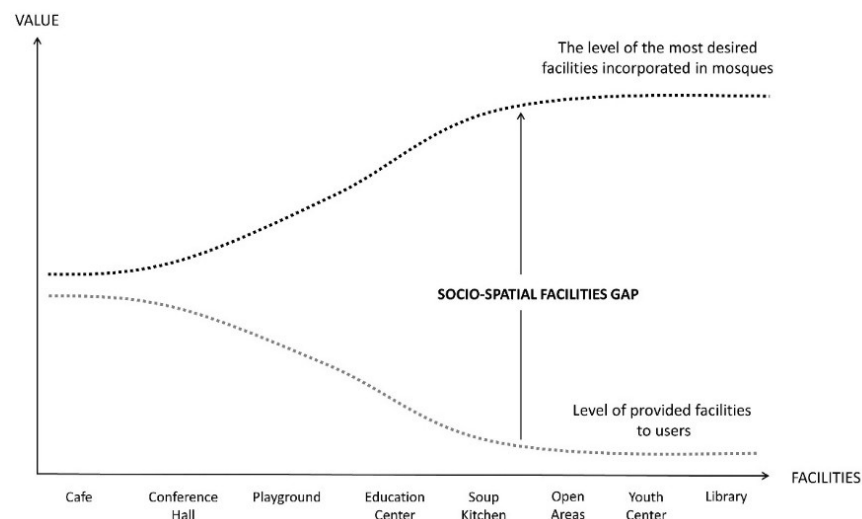 VALUE
The level of the most desired
facilities incorporated in mosques
SOCIO-SPATIAL FACILITIES GAP
Level of provided facilities
to users
FACILITIES
Cafe
Conference
Hall
Playground
Education
Center
Soup
Kitchen
Open
Areas
Youth
Center
Library